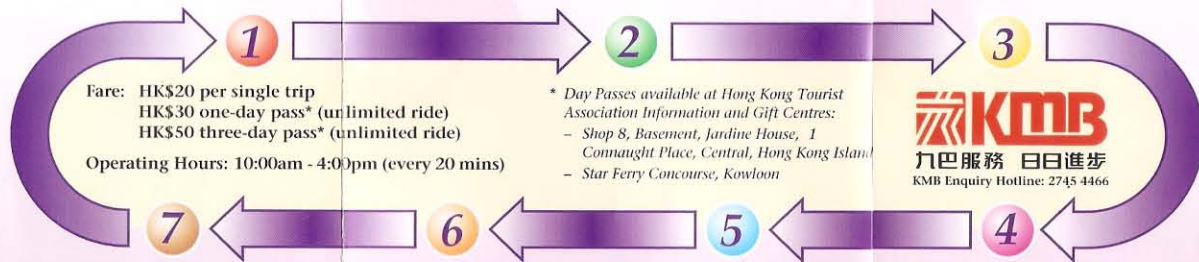 1
2
3
Fare: HK$20 per single trip
HK$30 one-day pass* (unlimited ride)
HK$50 three-day pass* (unlimited ride)
Operating Hours: 10:00am - 4:00pm (every 20 mins)
* Day Passes available at Hong Kong Tourist
Association Information and Gift Centres:
– Shop 8, Basement, Jardine House, 1
Connaught Place, Central, Hong Kong Island
– Star Ferry Concourse, Kowloon
KMB
九巴服務 日日進步
KMB Enquiry Hotline: 2745 4466
7
6
5
4